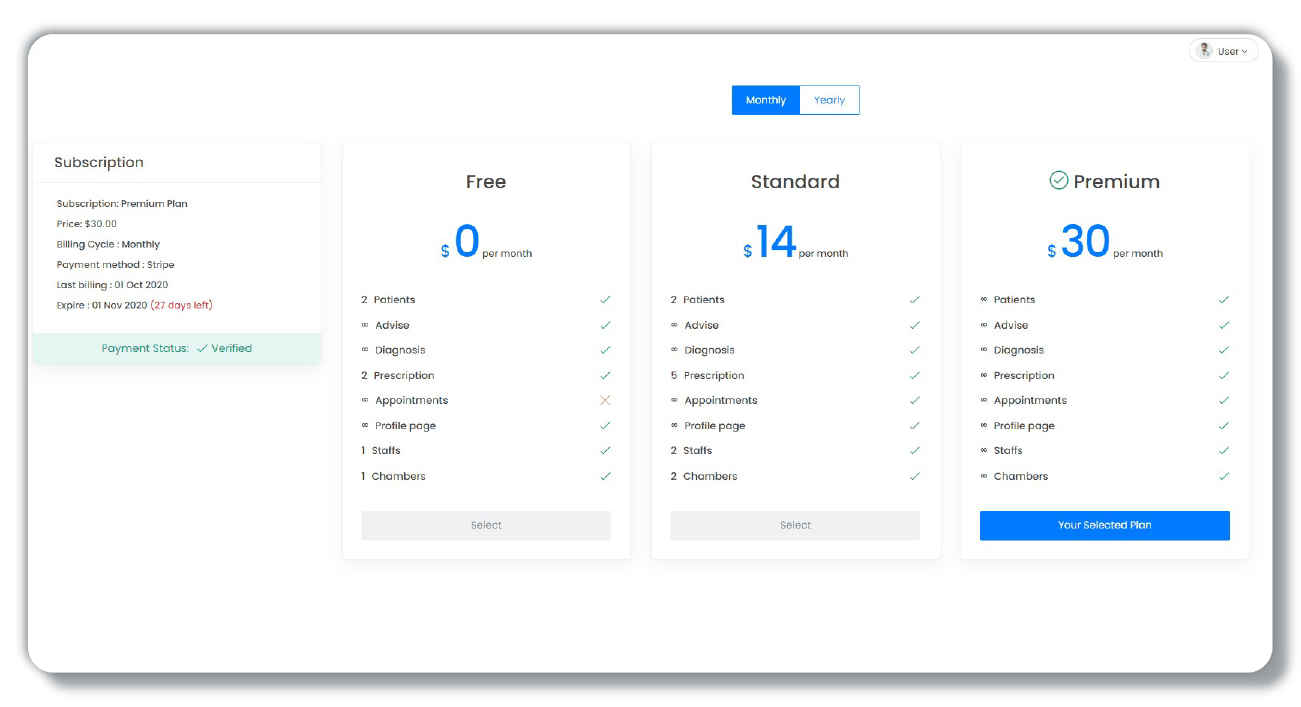 User
Monthly
Yearly
Subscription
Subscription: Premium Plan
Price: $30.00
Billing Cycle : Monthly
Payment method : Stripe
Last billing : 01 Oct 2020
Expire : 01 Nov 2020 (27 days left)
Payment Status: ✓ Verified
Free
$ 0 per month
2 Patients
∞ Advise
∞ Diagnosis
2 Prescription
∞ Appointments
∞ Profile page
1 Staffs
1 Chambers
Select
Standard
$ 14 per month
2 Patients
∞ Advise
∞ Diagnosis
5 Prescription
∞ Appointments
∞ Profile page
2 Staffs
2 Chambers
Select
Premium
$ 30 per month
∞ Patients
∞ Advise
∞ Diagnosis
∞ Prescription
∞ Appointments
∞ Profile page
∞ Staffs
∞ Chambers
Your Selected Plan